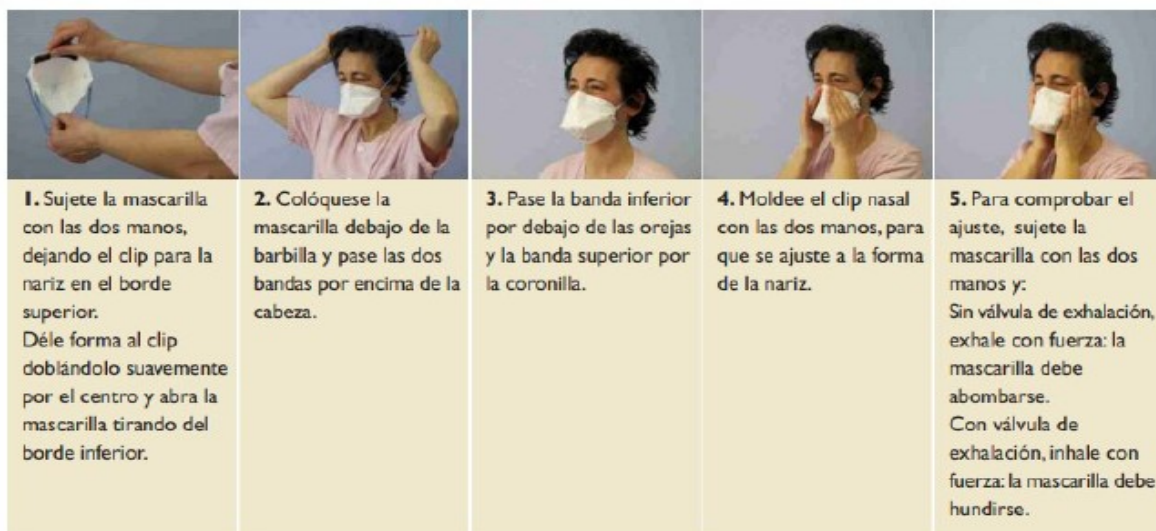 1. Sujete la mascarilla
con las dos manos,
dejando el clip para la
nariz en el borde
superior.
Déle forma al clip
doblándolo suavemente
por el centro y abra la
mascarilla tirando del
borde inferior.
2. Colóquese la
mascarilla debajo de la
barbilla y pase las dos
bandas por encima de la
cabeza.
3. Pase la banda inferior
por debajo de las orejas
y la banda superior por
la coronilla.
4. Moldee el clip nasal
con las dos manos, para
que se ajuste a la forma
de la nariz.
5. Para comprobar el
ajuste, sujete la
mascarilla con las dos
manos y:
Sin válvula de exhalación,
exhale con fuerza: la
mascarilla debe
abombarse.
Con válvula de
exhalación, inhale con
fuerza: la mascarilla debe
hundirse.